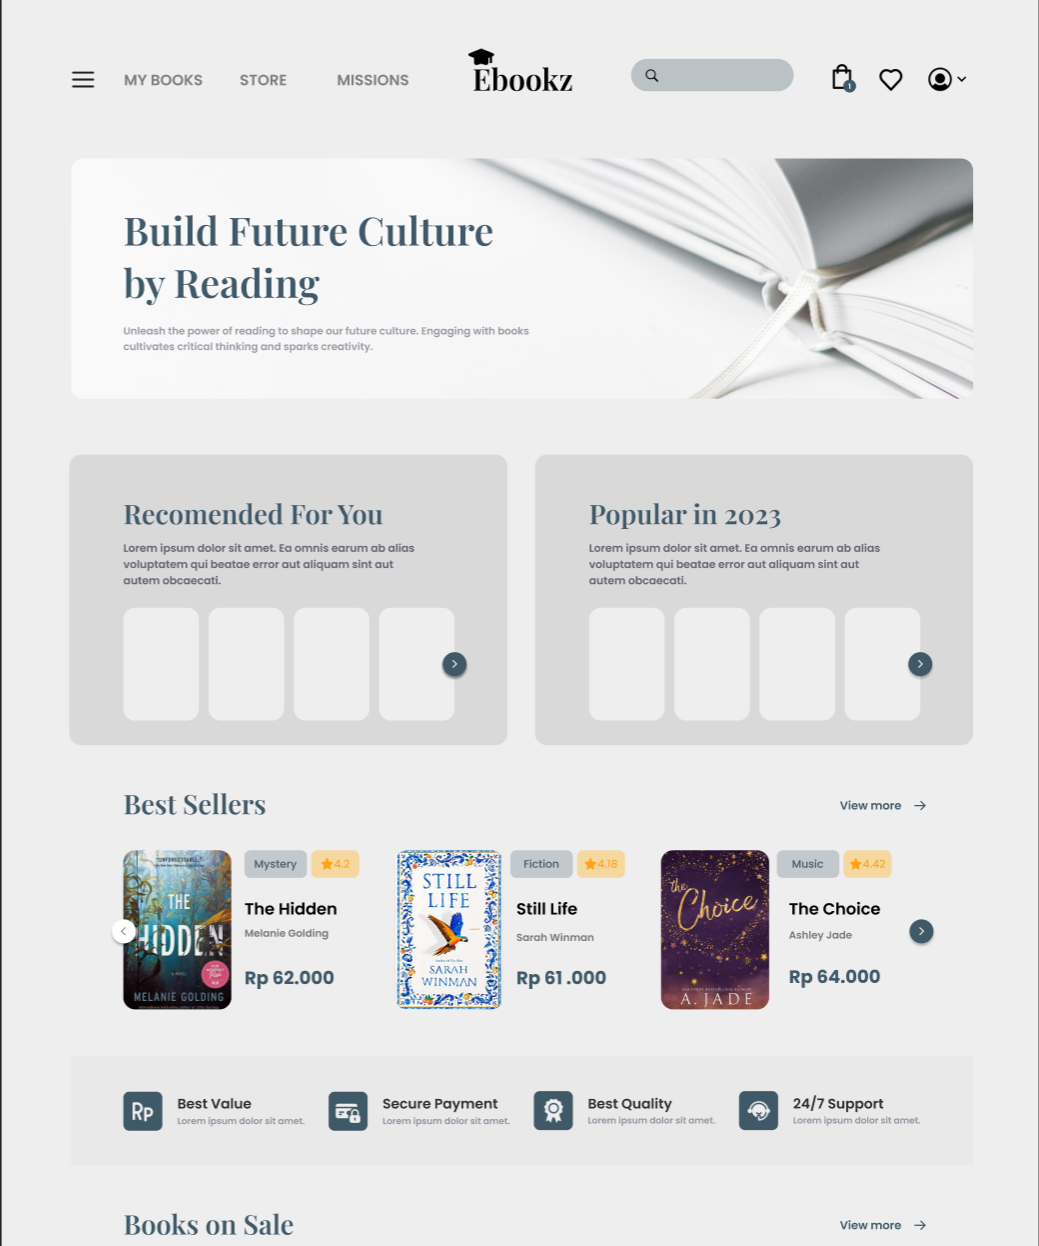 MY BOOKS
STORE
MISSIONS
Ebookz
1
Build Future Culture
by Reading
Unleash the power of reading to shape our future culture. Engaging with books
cultivates critical thinking and sparks creativity.
Recomended For You
Lorem ipsum dolor sit amet. Ea omnis earum ab alias
voluptatem qui beatae error aut aliquam sint aut
autem obcaecati.
Popular in 2023
Lorem ipsum dolor sit amet. Ea omnis earum ab alias
voluptatem qui beatae error aut aliquam sint aut
autem obcaecati.
Best Sellers
View more
"UNFORGETTABLE."
THE
HIDDEN
A NOVEL
MELANIE GOLDING
Mystery
4.2
The Hidden
Melanie Golding
Rp 62.000
STILL
LIFE
SARAH
WINMAN
Fiction
4.18
Still Life
Sarah Winman
Rp 61.000
the
Choice
A. JADE
Music
4.42
The Choice
Ashley Jade
Rp 64.000
Rp
Best Value
Lorem ipsum dolor sit amet.
Secure Payment
Lorem ipsum dolor sit amet.
Best Quality
Lorem ipsum dolor sit amet.
24/7 Support
Lorem ipsum dolor sit amet.
Books on Sale
View more